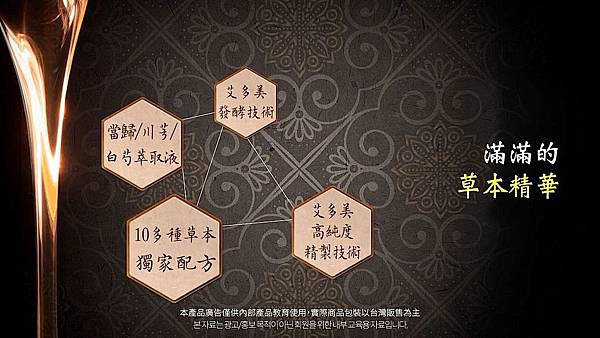 艾多美
發酵技術
當歸/川芎/
白芍萃取液
滿滿的
草本精華
艾多美
高純度
精製技術
10多種草本
獨家配方
本產品廣告僅供內部產品教育使用，實際商品包裝以台灣販售為主
본 자료는 광고/홍보 목적이 아닌 회원을 위한 내부 교육용 자료입니다.